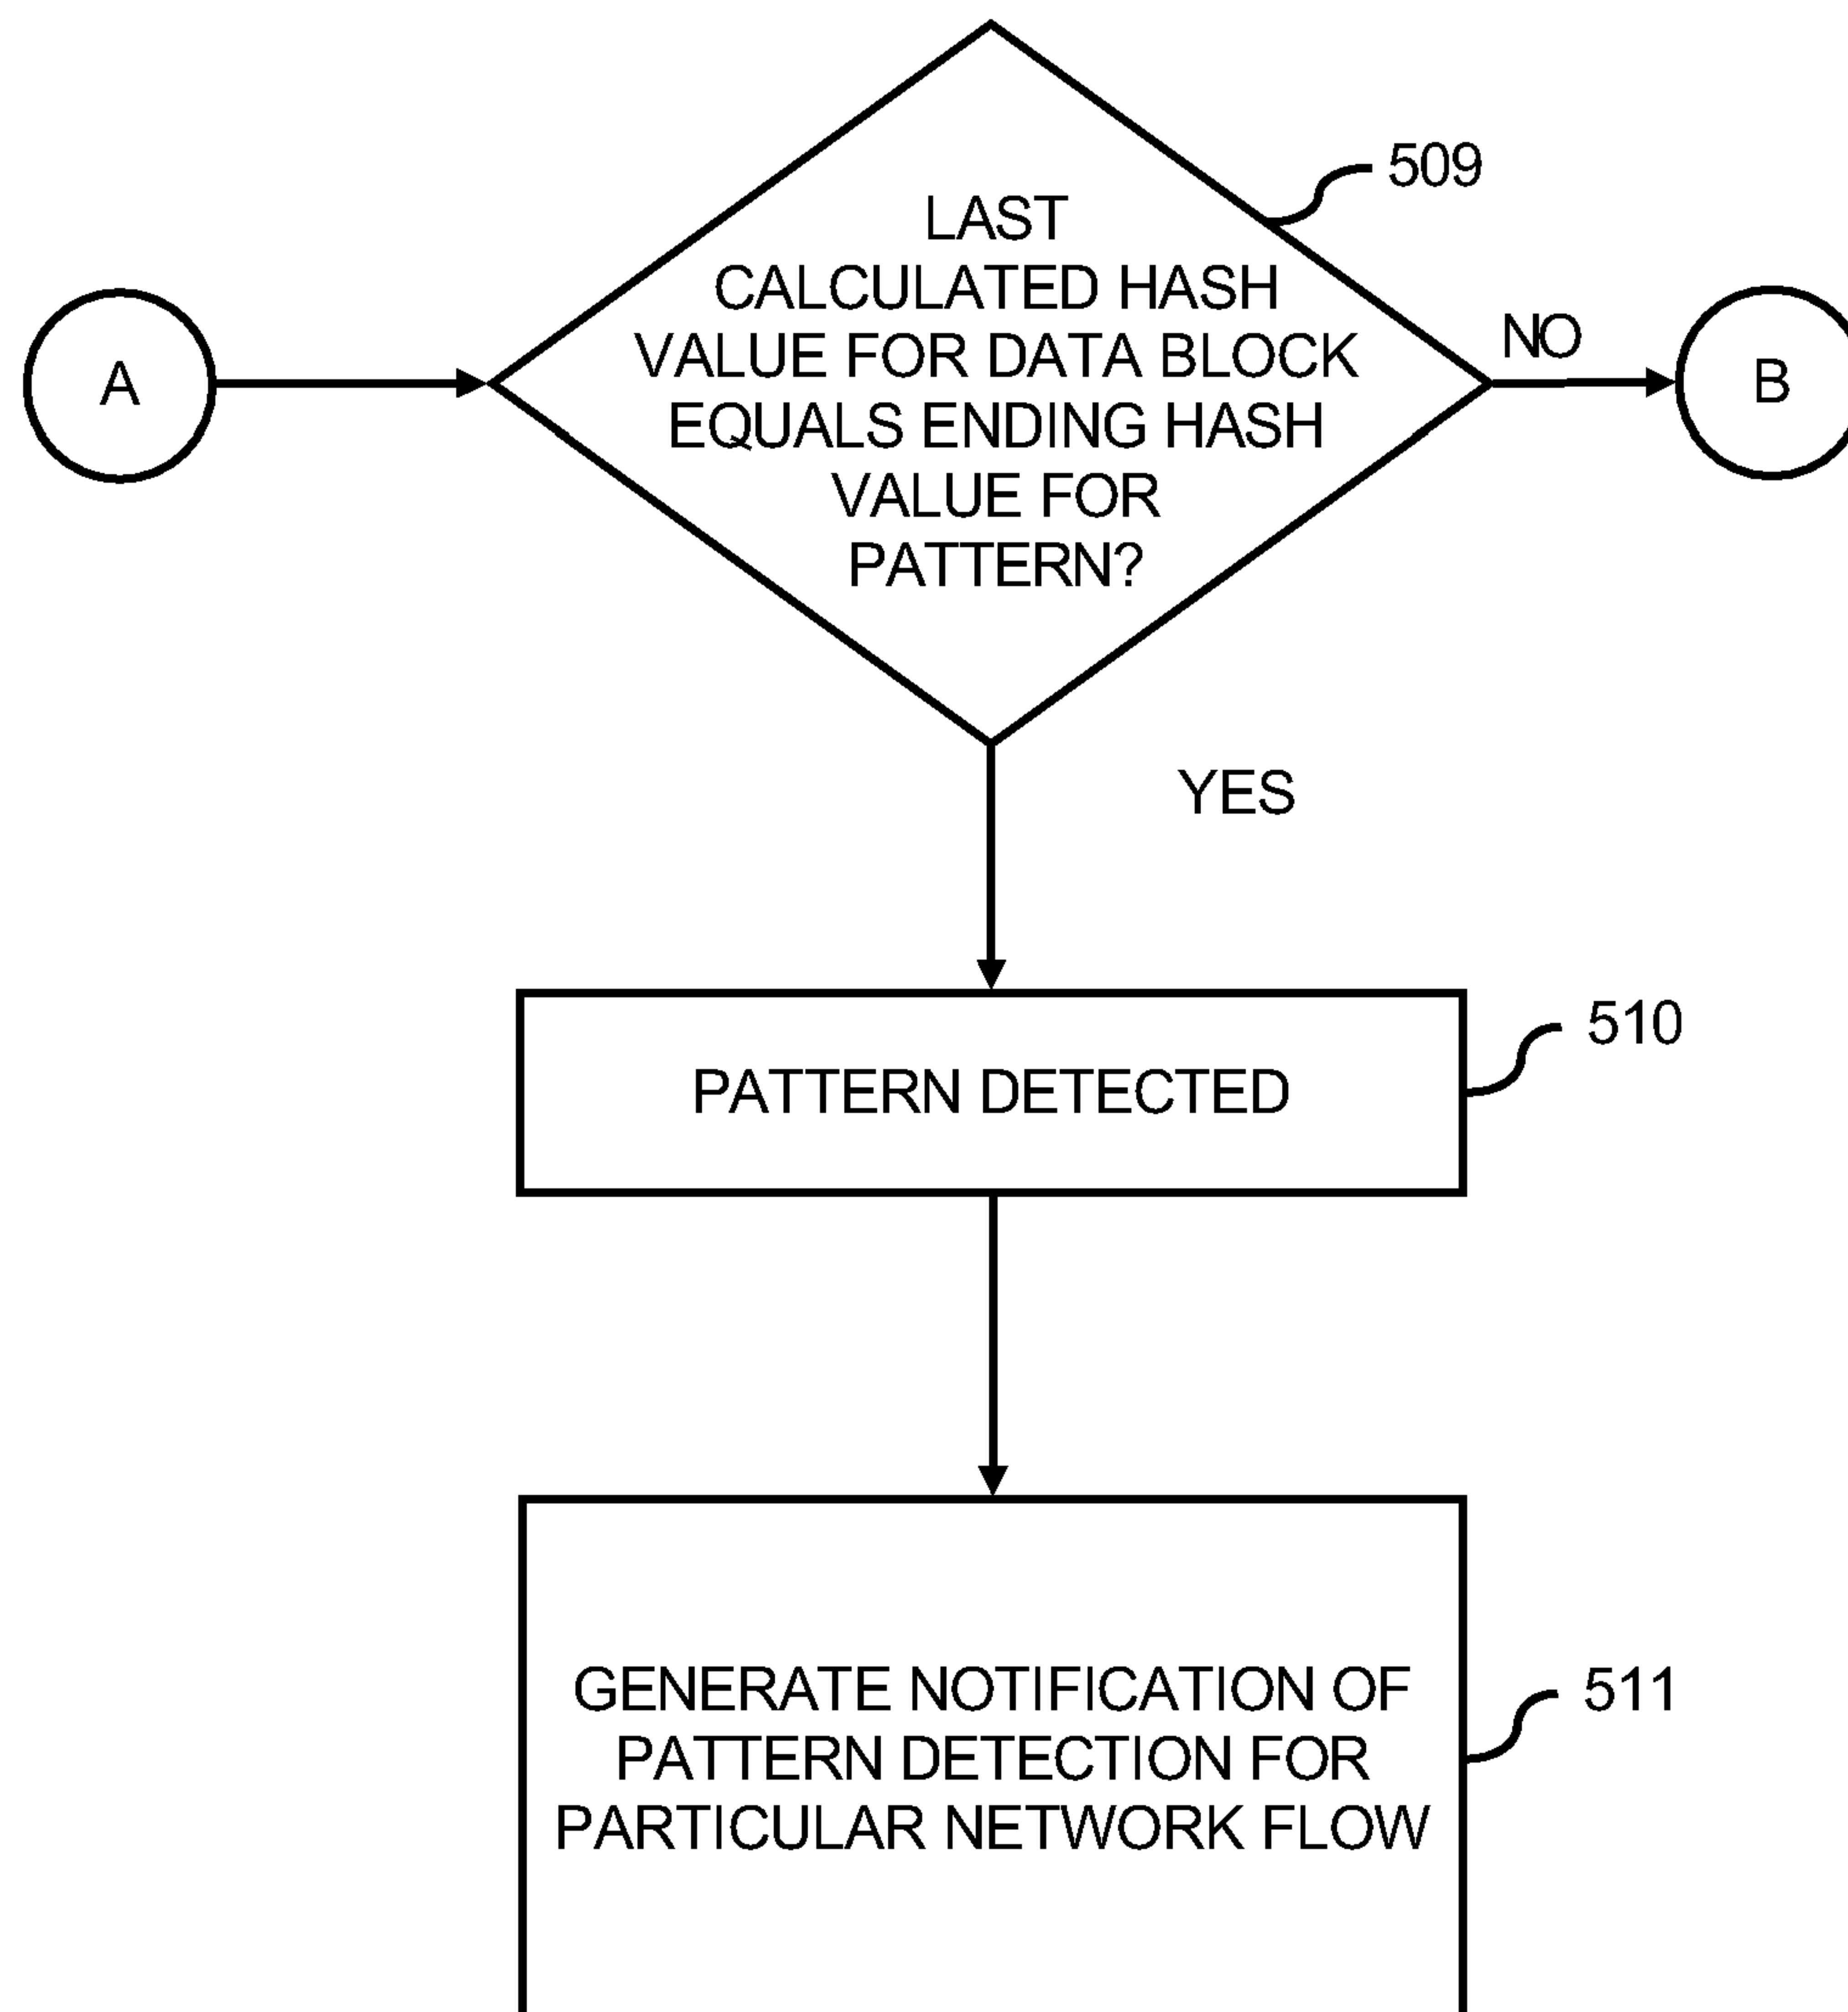 509
LAST
CALCULATED HASH
VALUE FOR DATA BLOCK
EQUALS ENDING HASH
VALUE FOR
PATTERN?
A
NO
B
YES
510
PATTERN DETECTED
GENERATE NOTIFICATION OF
PATTERN DETECTION FOR
PARTICULAR NETWORK FLOW
511